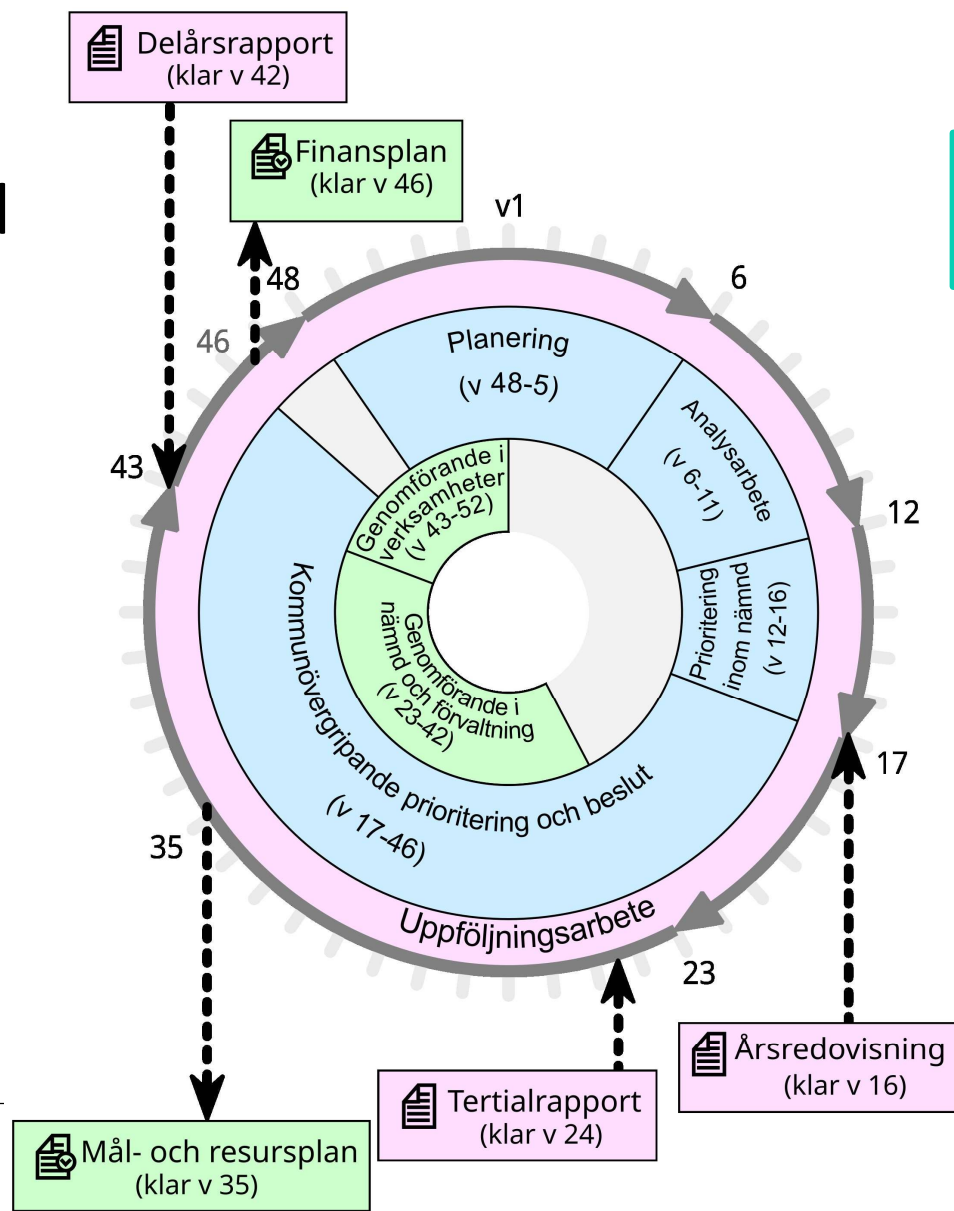 Delårsrapport
(klar v 42)
Finansplan
(klar v 46)
v1
48
6
46
Planering
(v 48-5)
Analysarbete
(v 6-11)
43
Genomförande i
verksamheter
(v 43-52)
12
Prioritering
inom nämnd
(v 12-16)
Genomförande i
nämnd och förvaltning
(v 23-42)
Kommunövergripande prioritering och beslut
(v 17-46)
17
35
Uppföljningsarbete
23
Årsredovisning
(klar v 16)
Tertialrapport
(klar v 24)
Mål- och resursplan
(klar v 35)